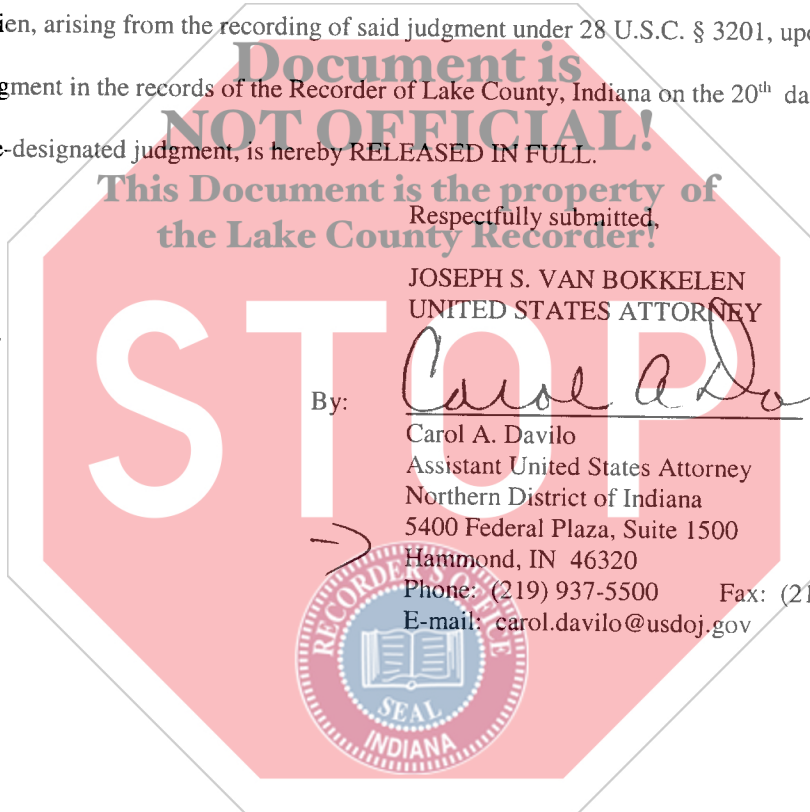 ien, arising from the recording of said judgment under 28 U.S.C. § 3201, upo
Document is
gment in the records of the Recorder of Lake County, Indiana on the 20th da
NOT OFFICIAL!
e-designated judgment, is hereby RELEASED IN FULL.
This Document is the property of
Respectfully submitted,
the Lake County Recorder!
JOSEPH S. VAN BOKKELEN
UNITED STATES ATTORNEY
STOP
By: Carol A Da
Carol A. Davilo
Assistant United States Attorney
Northern District of Indiana
5400 Federal Plaza, Suite 1500
Hammond, IN 46320
Phone: (219) 937-5500 Fax: (21
E-mail: carol.davilo@usdoj.gov
RECORDER'S OFFICE
SEAL
INDIANA